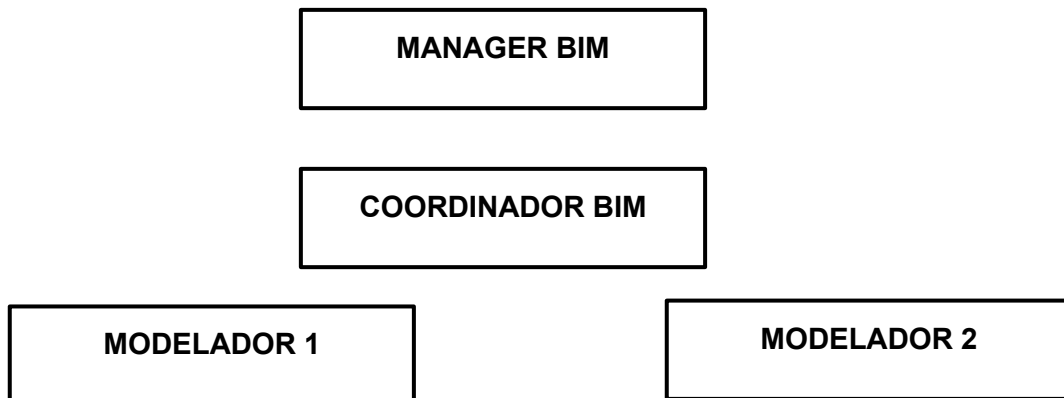 MANAGER BIM
COORDINADOR BIM
MODELADOR 1
MODELADOR 2